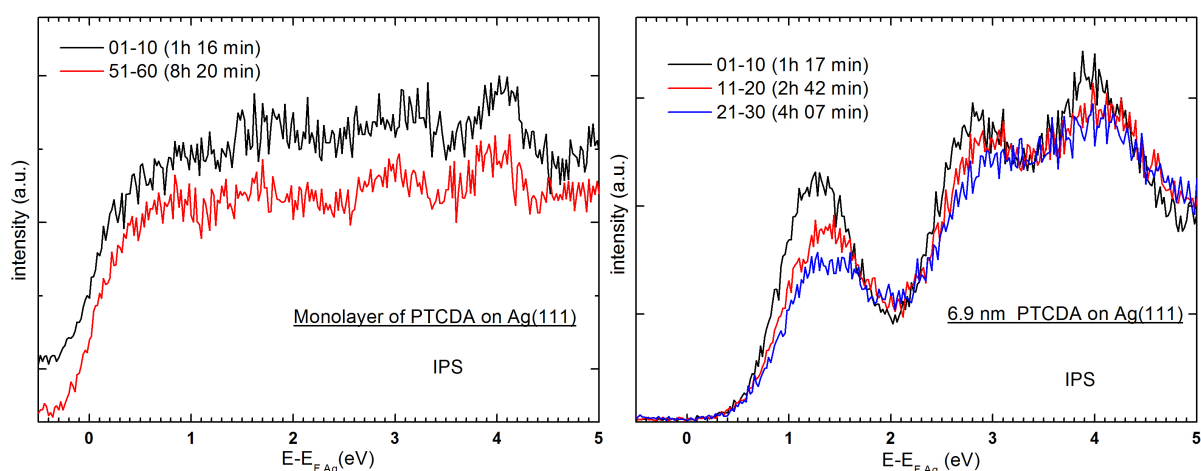 01-10 (1h 16 min)
51-60 (8h 20 min)
intensity (a.u.)
Monolayer of PTCDA on Ag(111)
IPS
0 1 2 3 4 5
E-E_F,Ag(eV)
01-10 (1h 17 min)
11-20 (2h 42 min)
21-30 (4h 07 min)
intensity (a.u.)
6.9 nm PTCDA on Ag(111)
IPS
0 1 2 3 4 5
E-E_F,Ag(eV)